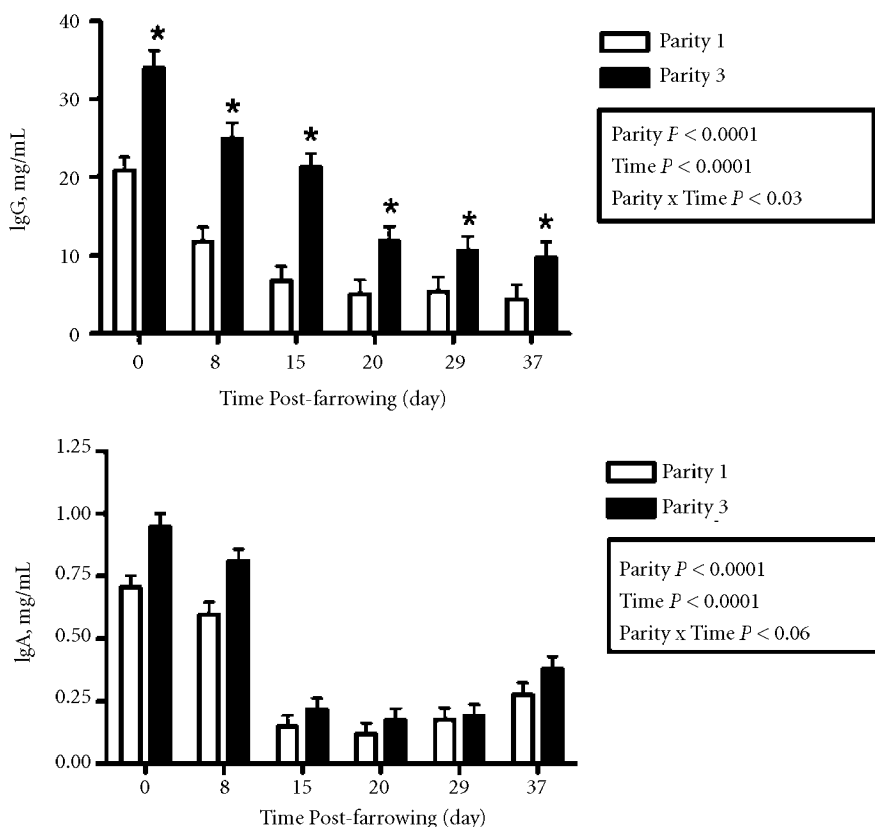 40
30
20
10
0
IgG, mg/mL
*
*
*
*
*
*
0 8 15 20 29 37
Time Post-farrowing (day)
Parity 1
Parity 3
Parity P < 0.0001
Time P < 0.0001
Parity x Time P < 0.03
1.25
1.00
0.75
0.50
0.25
0.00
IgA, mg/mL
0 8 15 20 29 37
Time Post-farrowing (day)
Parity 1
Parity 3
Parity P < 0.0001
Time P < 0.0001
Parity x Time P < 0.06